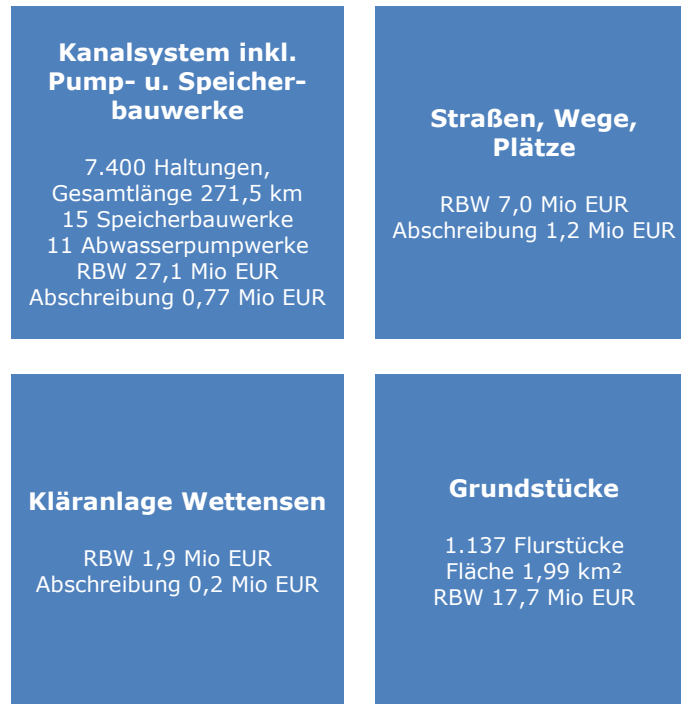 Kanalsystem inkl.
Pump- u. Speicher-
bauwerke
7.400 Haltungen,
Gesamtlänge 271,5 km
15 Speicherbauwerke
11 Abwasserpumpwerke
RBW 27,1 Mio EUR
Abschreibung 0,77 Mio EUR
Straßen, Wege,
Plätze
RBW 7,0 Mio EUR
Abschreibung 1,2 Mio EUR
Kläranlage Wettensen
RBW 1,9 Mio EUR
Abschreibung 0,2 Mio EUR
Grundstücke
1.137 Flurstücke
Fläche 1,99 km²
RBW 17,7 Mio EUR